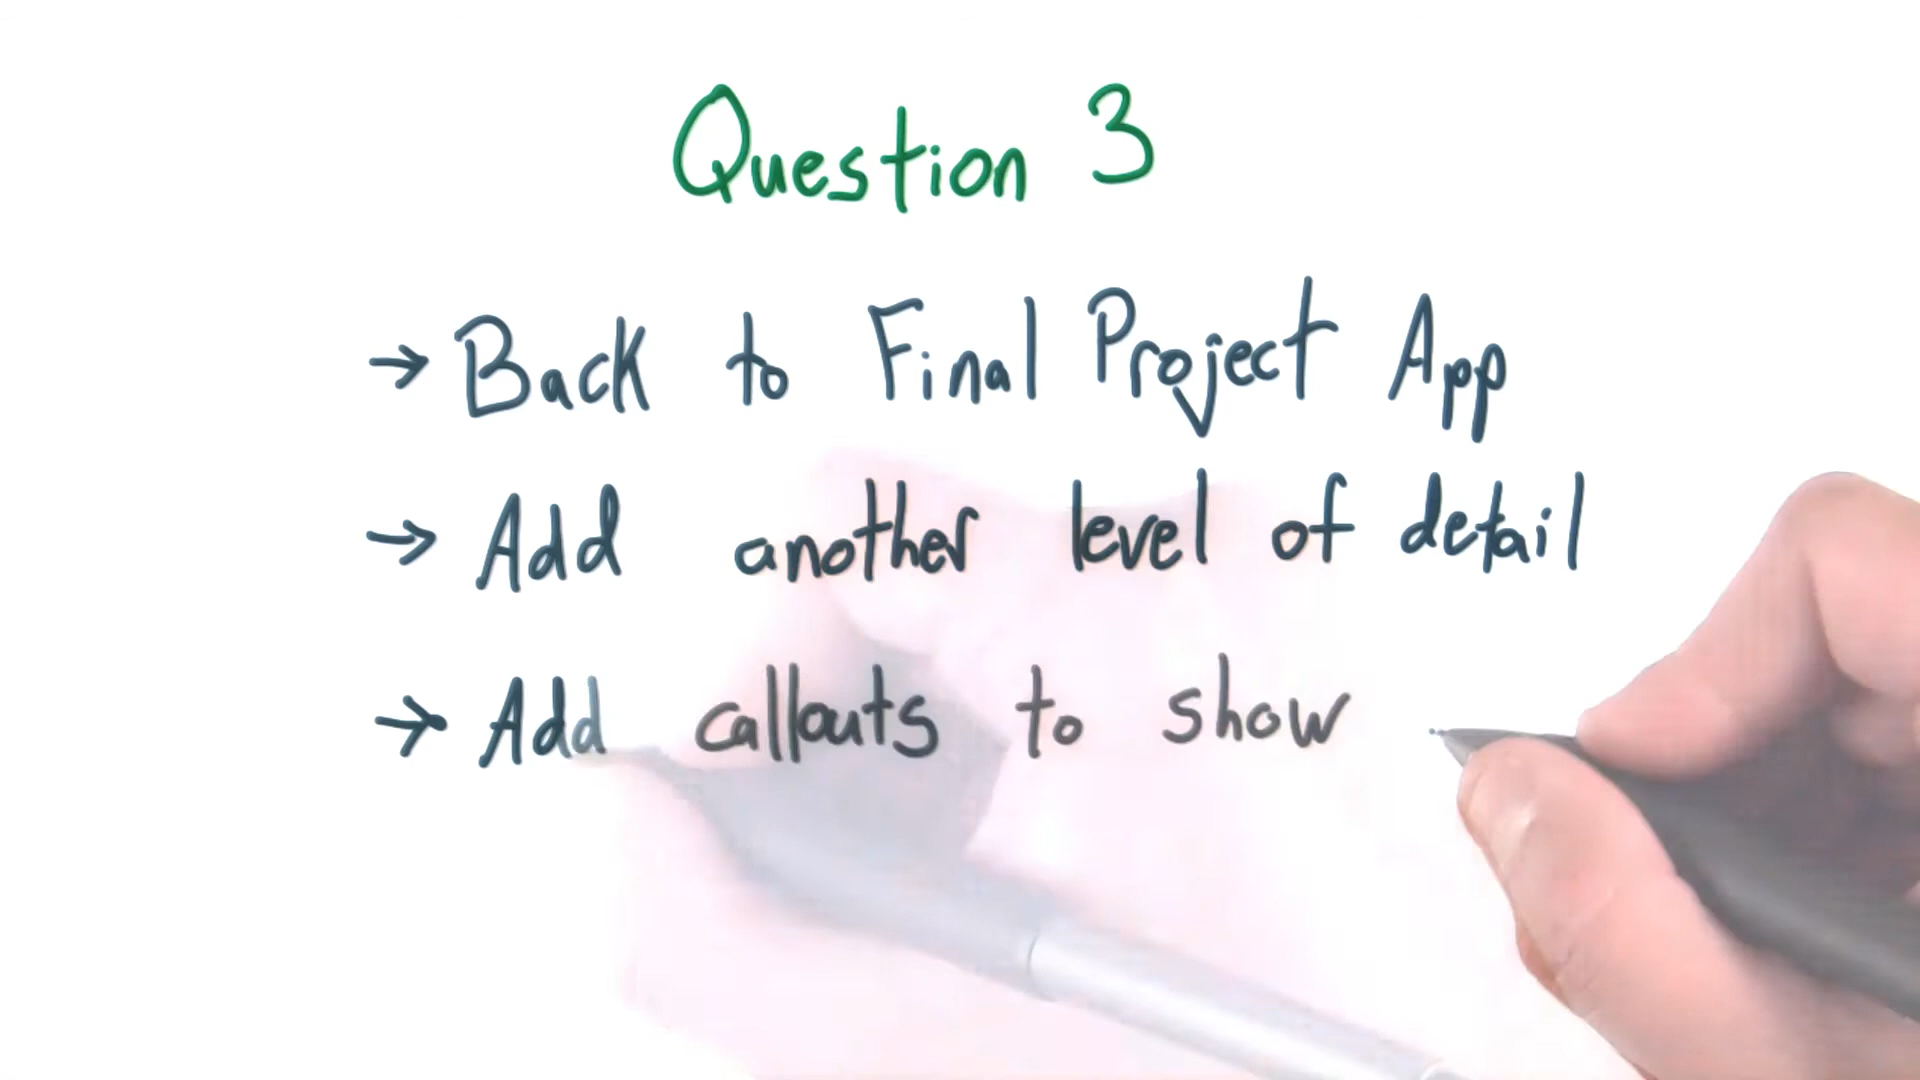 Question 3
→ Back to Final Project App
→ Add another level of detail
→ Add callouts to show